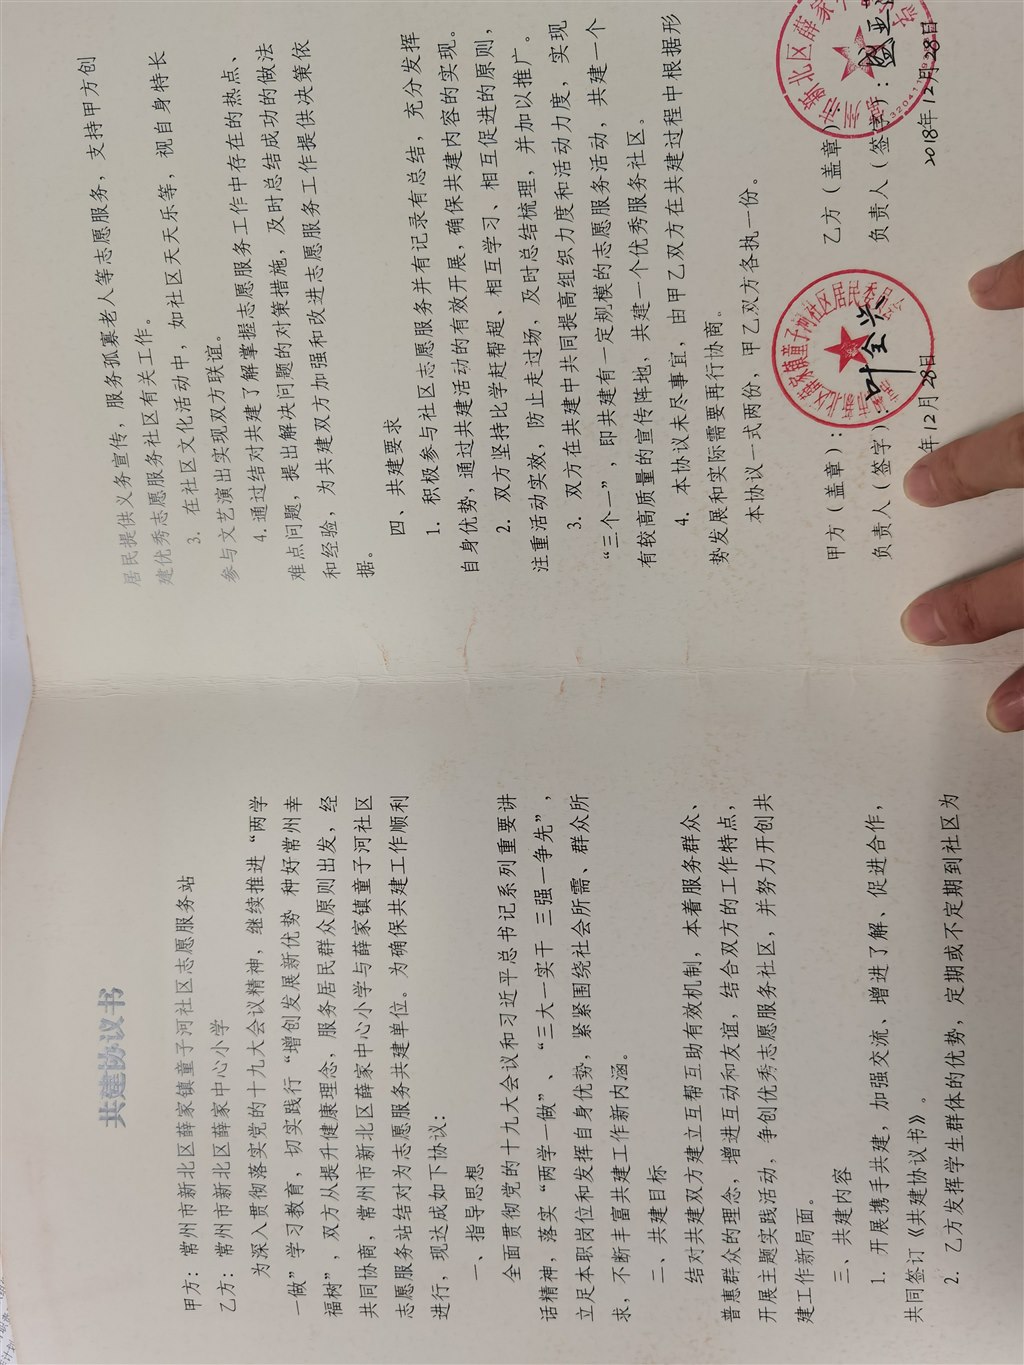 共建协议书
甲方：常州市新北区薛家镇童子河社区志愿服务站
乙方：常州市新北区薛家中心小学
为深入贯彻落实党的十九大会议精神，继续推进“两学
一做”学习教育，切实践行“增创发展新优势 种好常州幸
福树”，双方从提升健康理念，服务居民群众原则出发，经
共同协商，常州市新北区薛家中心小学与薛家镇童子河社区
志愿服务站结对为志愿服务共建单位。为确保共建工作顺利
进行，现达成如下协议：
一、指导思想
全面贯彻党的十九大会议和习近平总书记系列重要讲
话精神，落实“两学一做”、“三大一实干 三强一争先”，
立足本职岗位和发挥自身优势，紧紧围绕社会所需、群众所
求，不断丰富共建工作新内涵。
二、共建目标
结对共建双方建立互帮互助有效机制，本着服务群众、
普惠群众的理念，增进互动和友谊，结合双方的工作特点，
开展主题实践活动，争创优秀志愿服务社区，并努力开创共
建工作新局面。
三、共建内容
1. 开展携手共建，加强交流、增进了解、促进合作，
共同签订《共建协议书》。
2. 乙方发挥学生群体的优势，定期或不定期到社区为
居民提供义务宣传，服务孤寡老人等志愿服务，支持甲方创
建优秀志愿服务社区有关工作。
3. 在社区文化活动中，如社区天天乐等，视自身特长
参与文艺演出实现双方联谊。
4.通过结对共建了解掌握志愿服务工作中存在的热点、
难点问题，提出解决问题的对策措施，及时总结成功的做法
和经验，为共建双方加强和改进志愿服务工作提供决策依
据。
四、共建要求
1. 积极参与社区志愿服务并有记录有总结，充分发挥
自身优势，通过共建活动的有效开展，确保共建内容的实现。
2. 双方坚持比学赶帮超、相互学习、相互促进的原则，
注重活动实效，防止走过场，及时总结梳理，并加以推广。
3. 双方在共建中共同提高组织力度和活动力度，实现
“三个一”，即共建有一定规模的志愿服务活动，共建一个
有较高质量的宣传阵地，共建一个优秀服务社区。
4. 本协议未尽事宜，由甲乙双方在共建过程中根据形
势发展和实际需要再行协商。
本协议一式两份，甲乙双方各执一份。
甲方（盖章）： 乙方（盖章）：
负责人（签字）： 负责人（签字）：
年12月28日 2018年12月28日